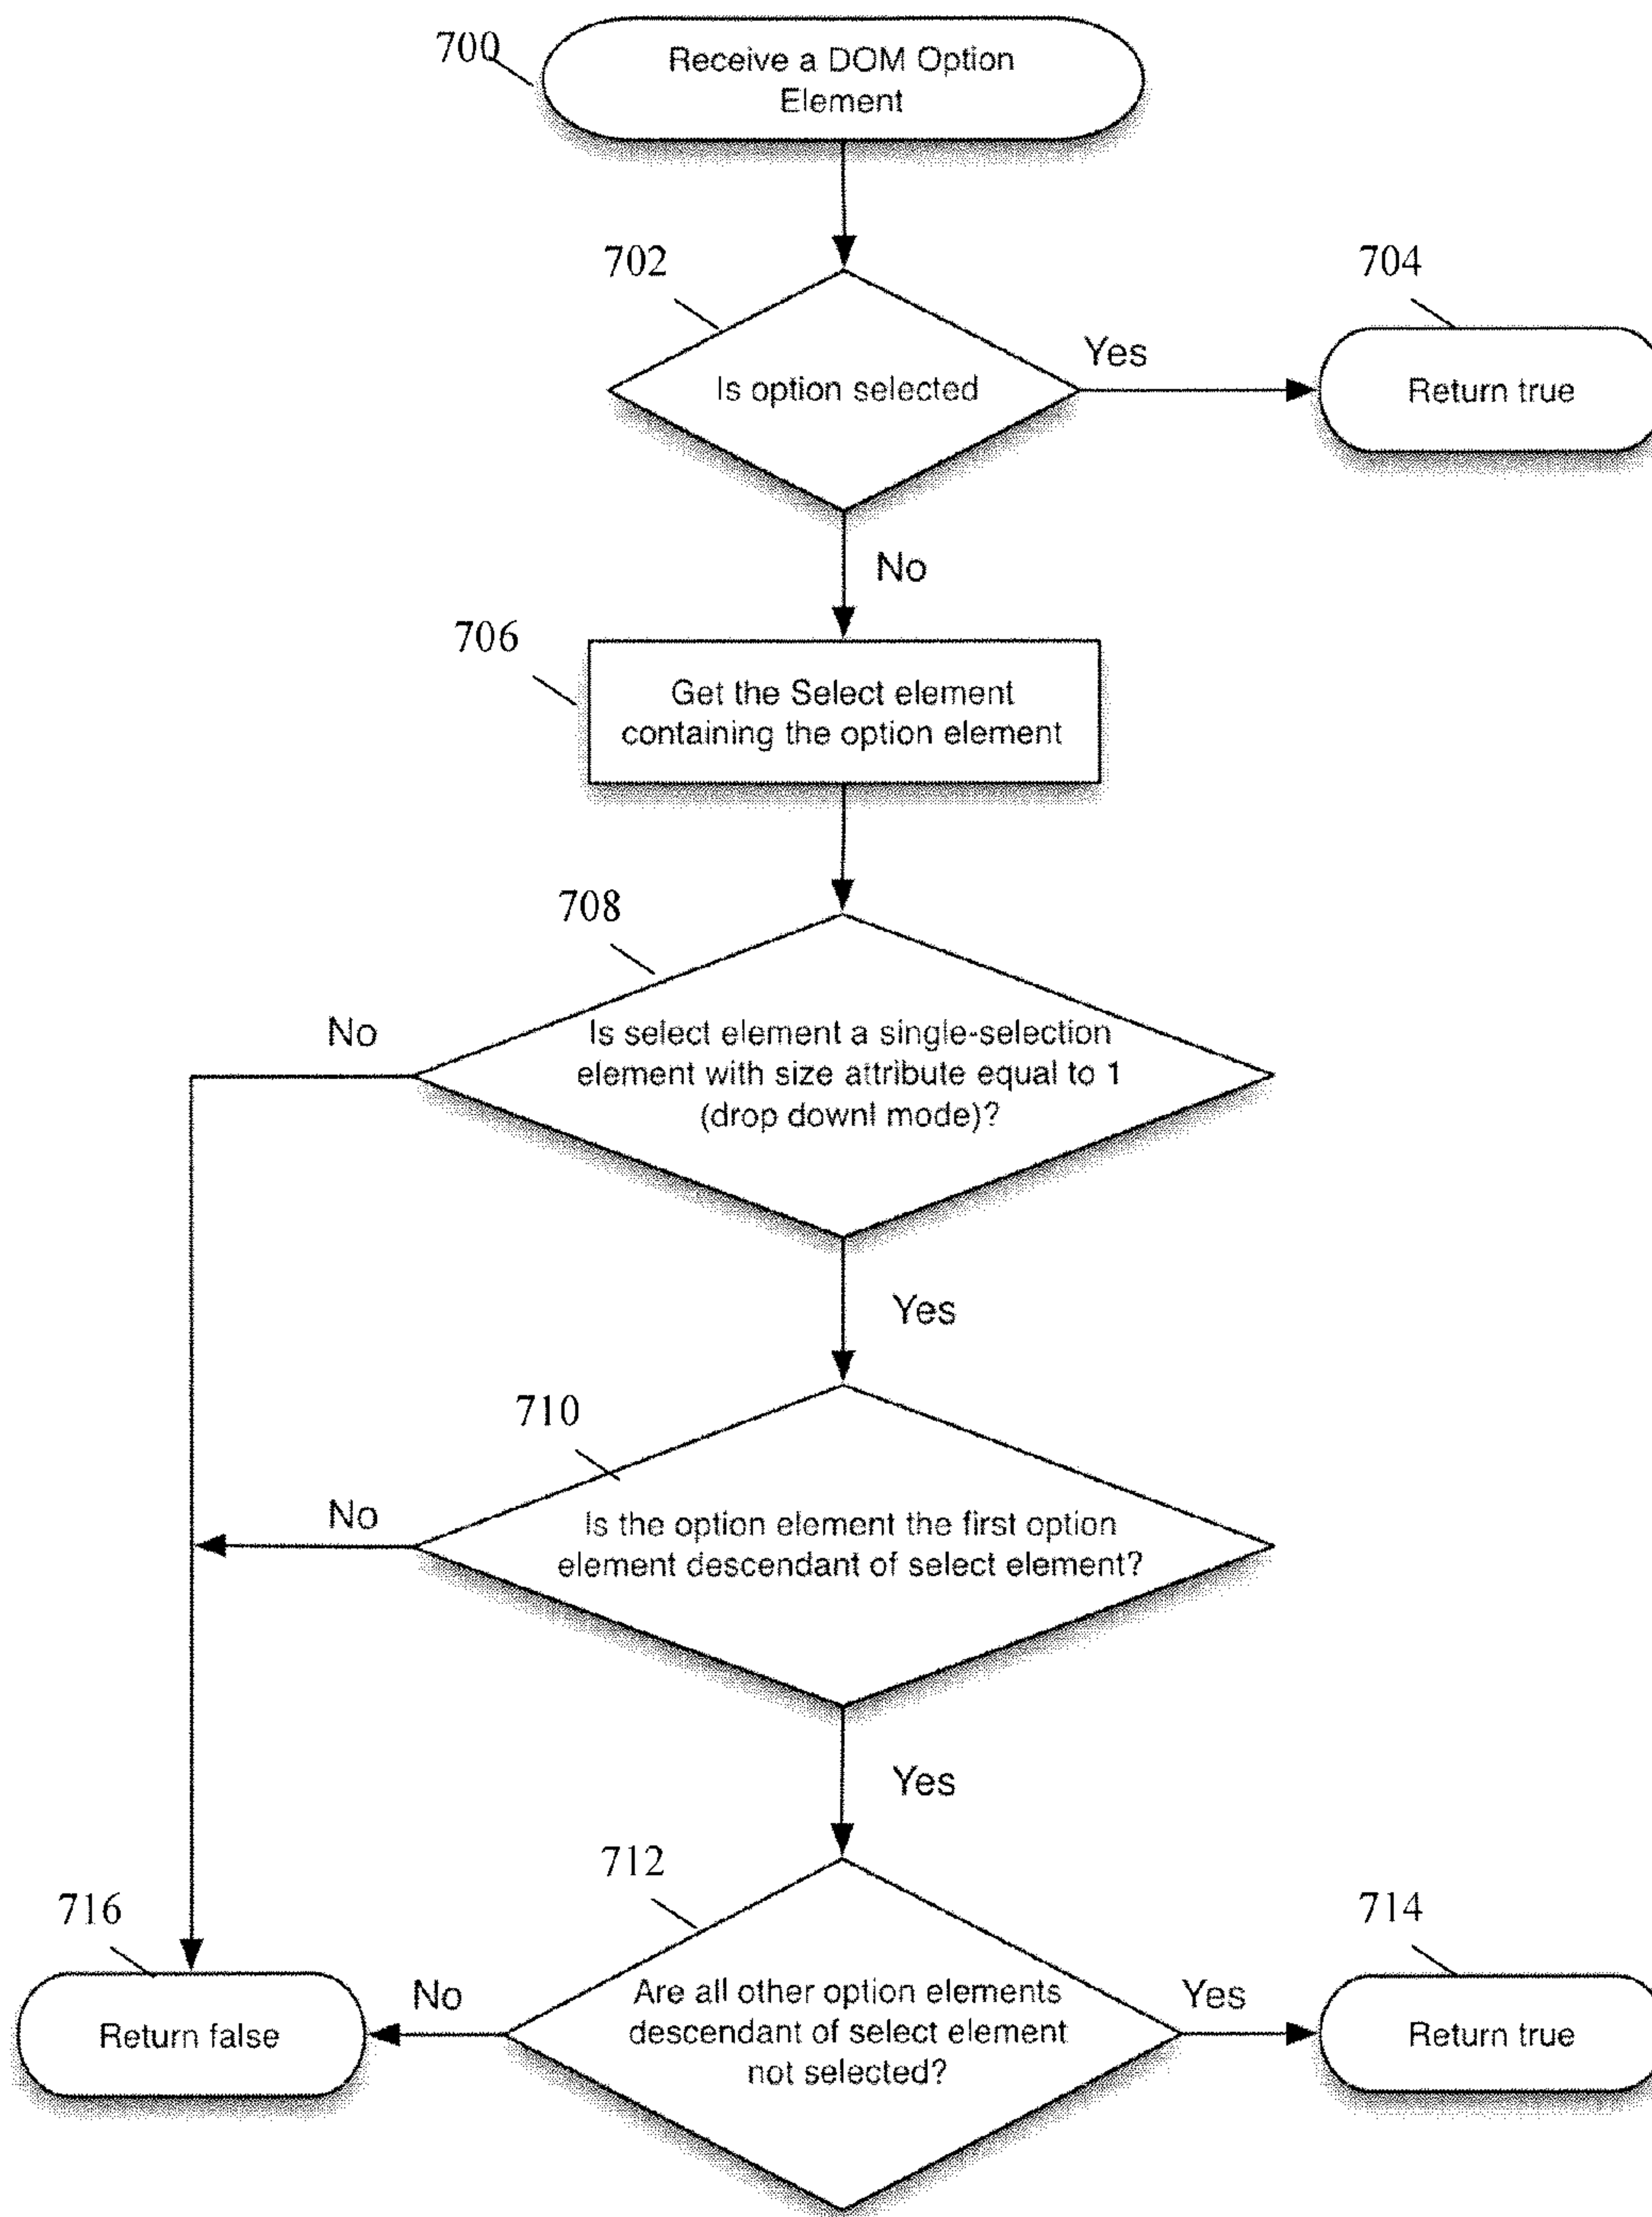 700
Receive a DOM Option
Element
702
704
Is option selected
Yes
Return true
No
706
Get the Select element
containing the option element
708
No
Is select element a single-selection
element with size attribute equal to 1
(drop downl mode)?
Yes
710
No
Is the option element the first option
element descendant of select element?
Yes
712
716
714
Return false
No
Are all other option elements
descendant of select element
not selected?
Yes
Return true